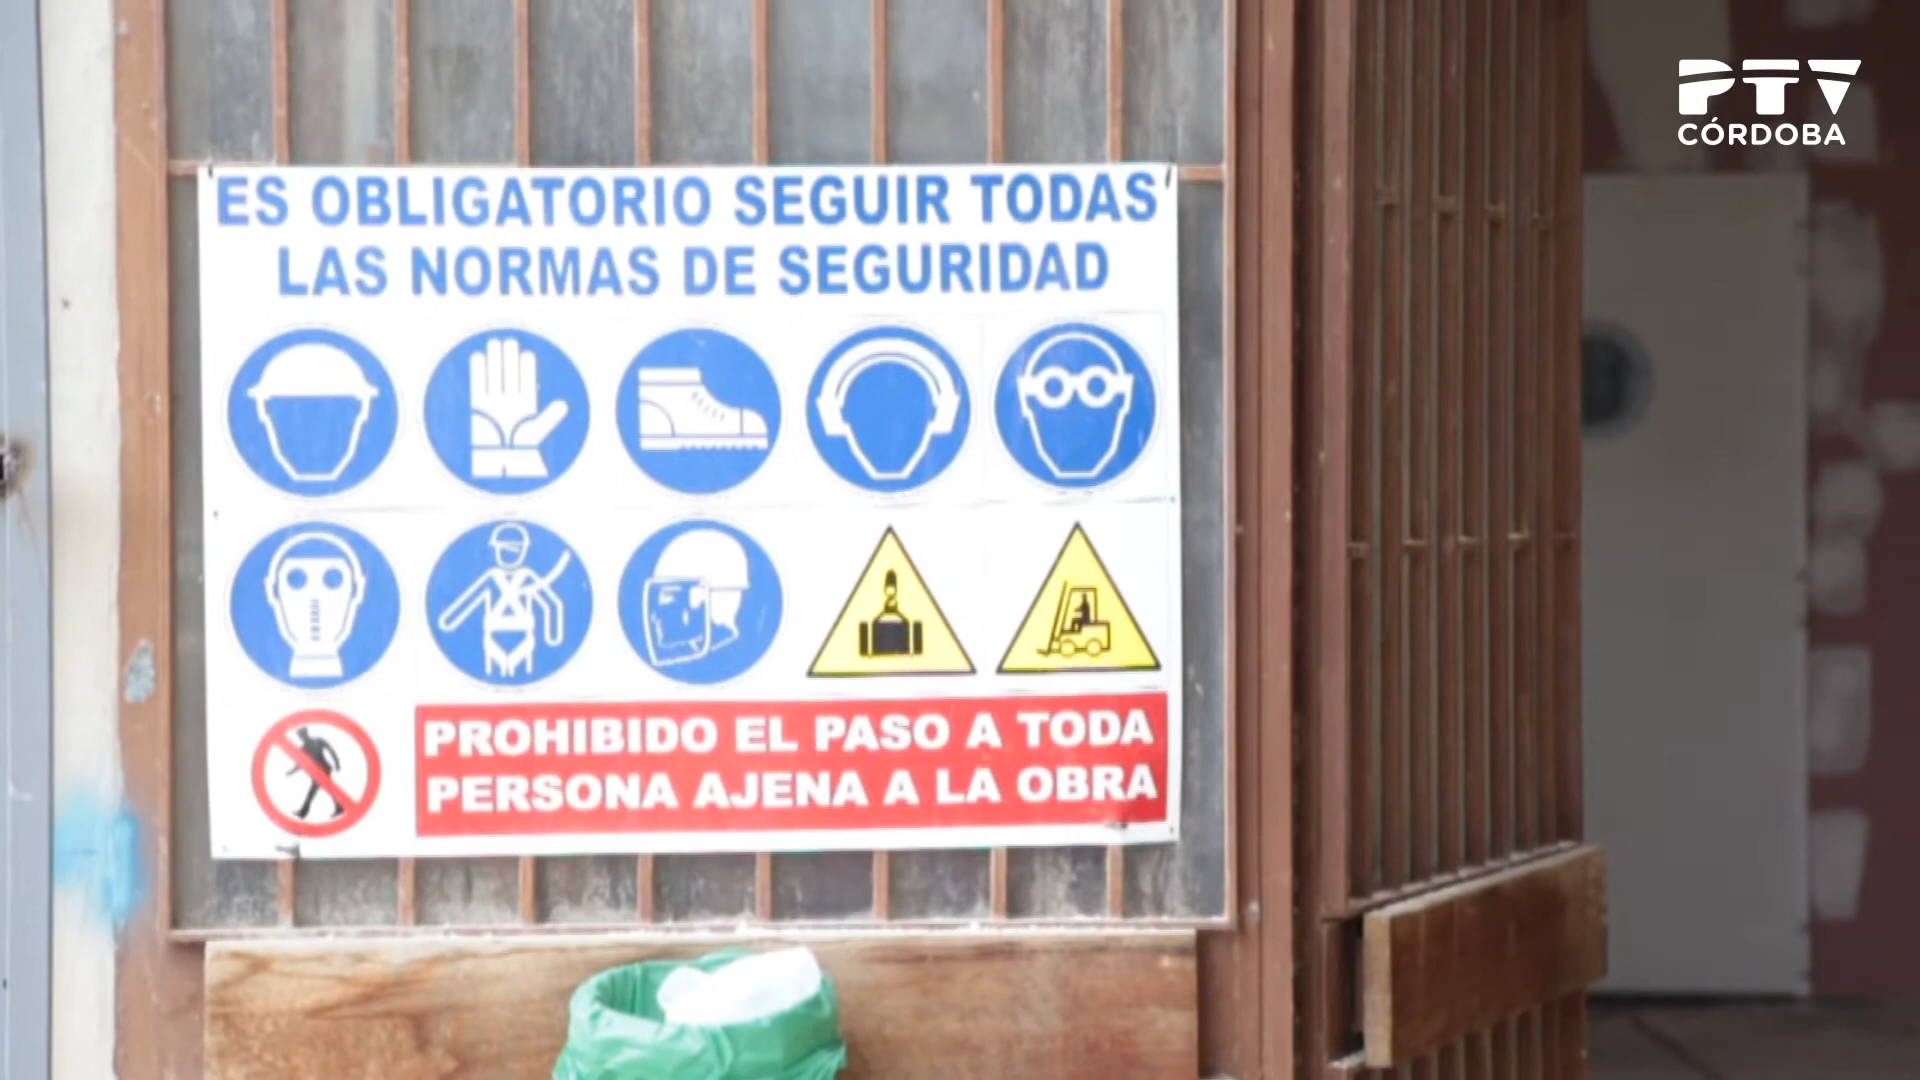 PTV
CÓRDOBA
ES OBLIGATORIO SEGUIR TODAS
LAS NORMAS DE SEGURIDAD
PROHIBIDO EL PASO A TODA
PERSONA AJENA A LA OBRA